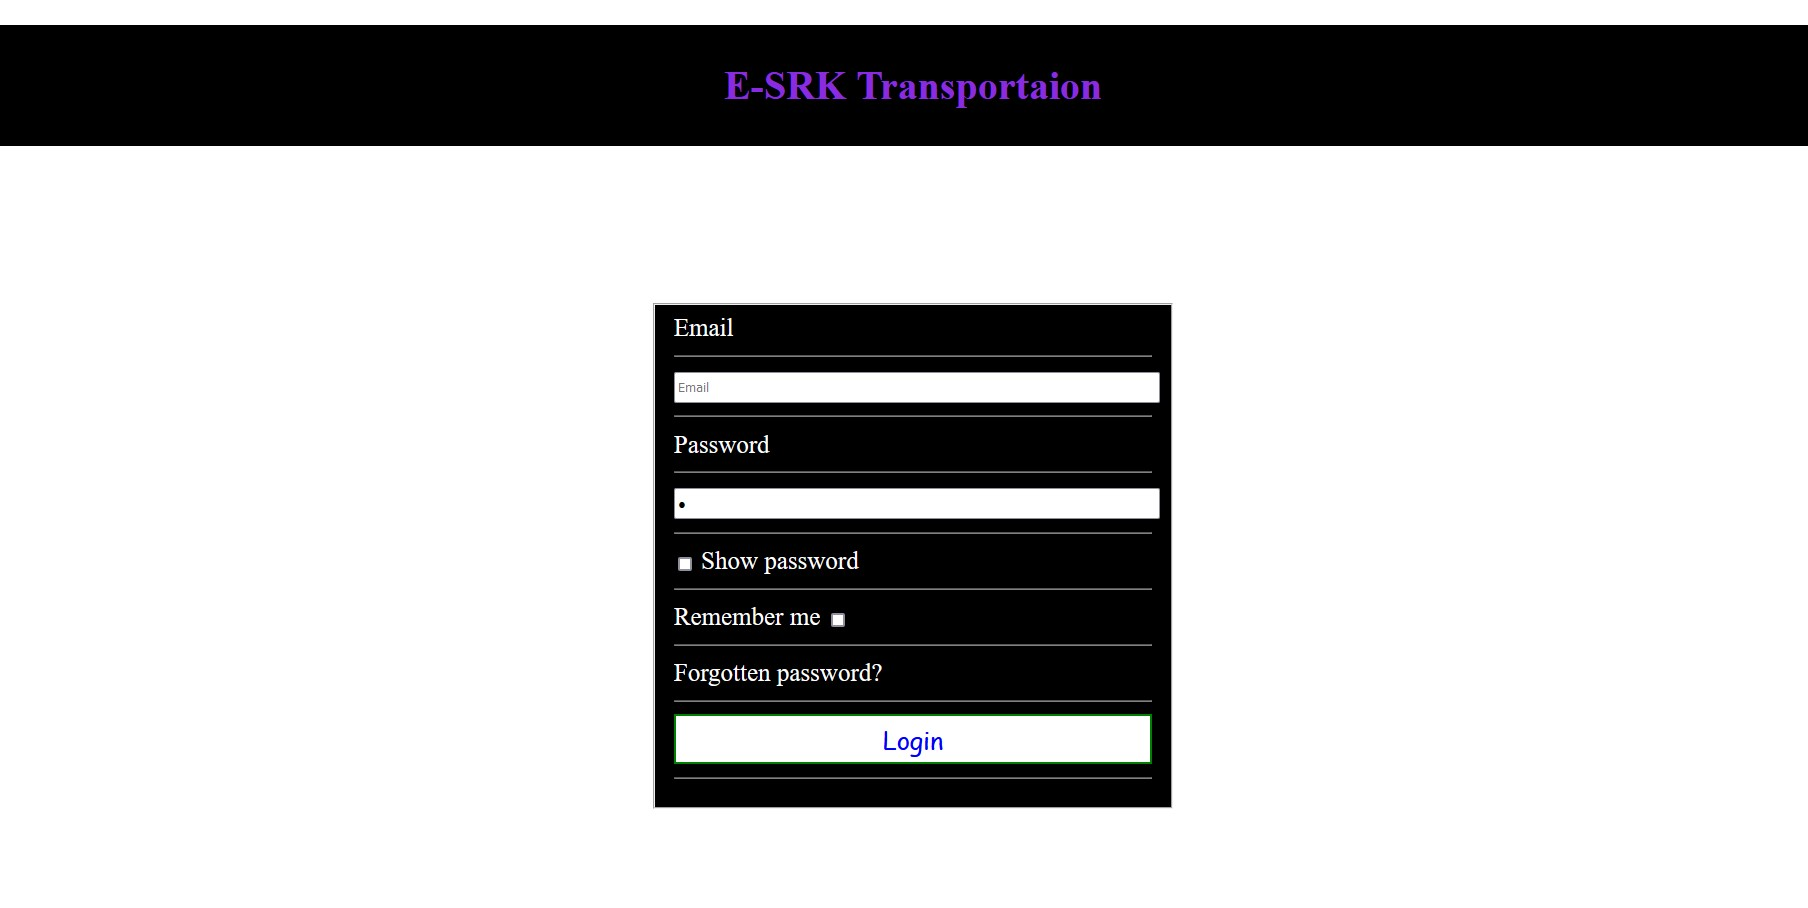 E-SRK Transportaion
Email
Email
Password
•
Show password
Remember me
Forgotten password?
Login